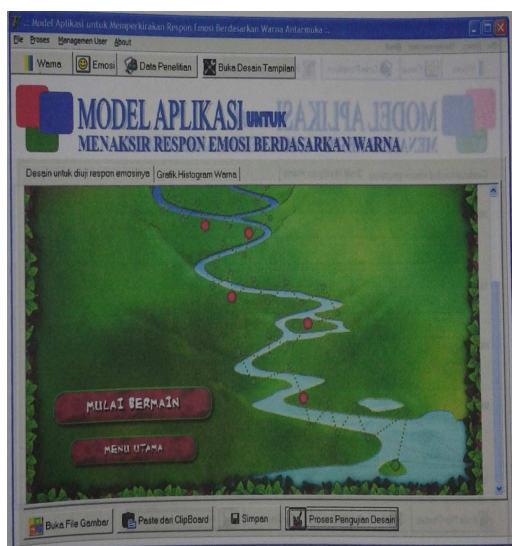 .: Model Aplikasi untuk Memperkirakan Respon Emosi Berdasarkan Warna Antarmuka :.
File Proses Managemen User About
Warna Emosi Data Penelitian Buka Desain Tampilan
MODEL APLIKASI UNTUK
MENAKSIR RESPON EMOSI BERDASARKAN WARNA
Desain untuk diuji respon emosinya Grafik Histogram Warna
MULAI BERMAIN
MENU UTAMA
Buka File Gambar Paste dari ClipBoard Simpan Proses Pengujian Desain